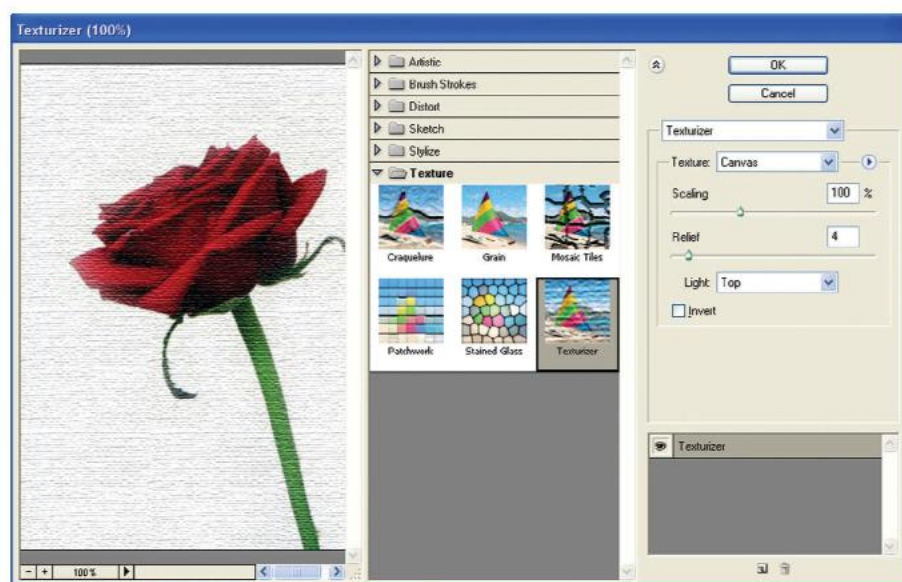 Texturizer (100%)
Artistic
Brush Strokes
Distort
Sketch
Stylize
Texture
Craquelure
Grain
Mosaic Tiles
Patchwork
Stained Glass
Texturizer
100%
OK
Cancel
Texturizer
Texture: Canvas
Scaling 100 %
Relief 4
Light: Top
Invert
Texturizer